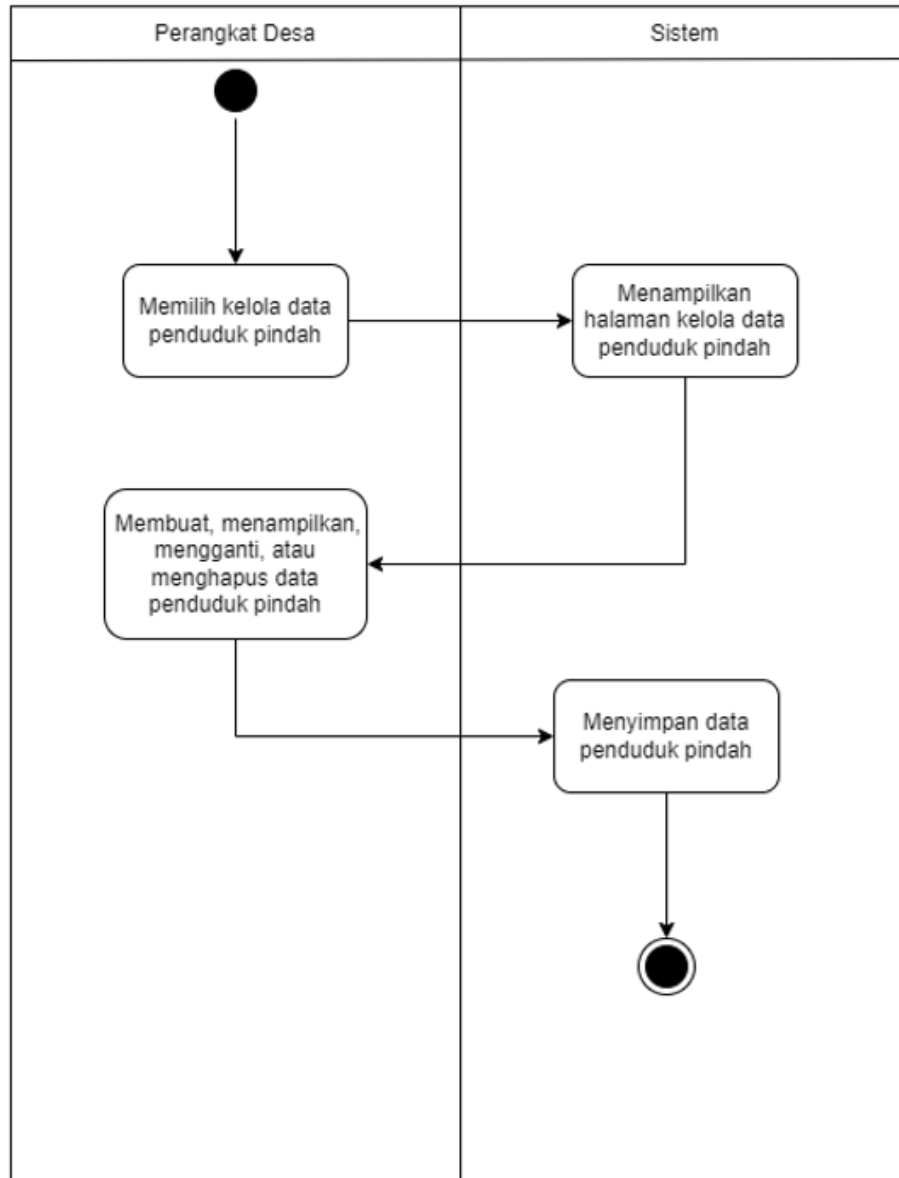 Perangkat Desa
Sistem
Memilih kelola data
penduduk pindah
Menampilkan
halaman kelola data
penduduk pindah
Membuat, menampilkan,
mengganti, atau
menghapus data
penduduk pindah
Menyimpan data
penduduk pindah